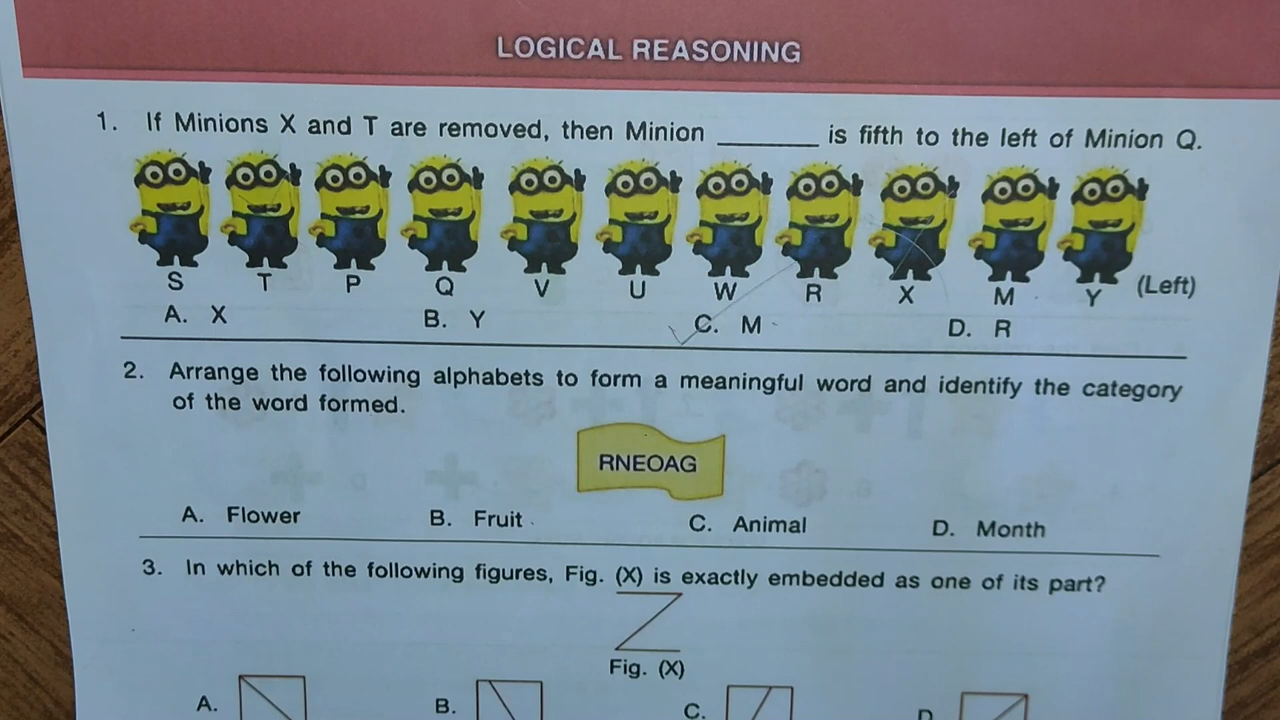 LOGICAL REASONING
1. If Minions X and T are removed, then Minion _______ is fifth to the left of Minion Q.
S T P Q V U W R X M Y (Left)
A. X B. Y C. M D. R
2. Arrange the following alphabets to form a meaningful word and identify the category
of the word formed.
RNEOAG
A. Flower B. Fruit C. Animal D. Month
3. In which of the following figures, Fig. (X) is exactly embedded as one of its part?
Fig. (X)
A. B. C. D